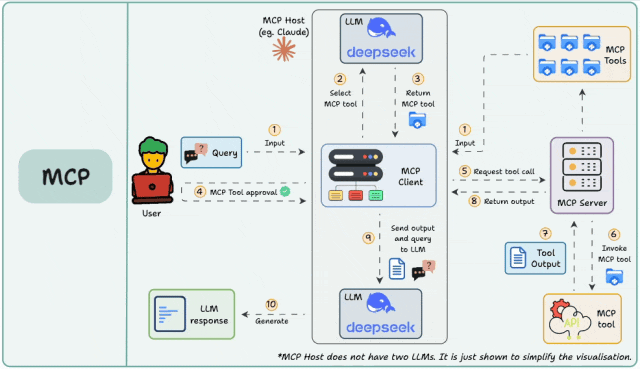 MCP
MCP Host
(eg. Claude)
LLM
deepseek
MCP
Tools
2
Select
MCP tool
3
Return
MCP tool
1
Input
Query
1
Input
MCP
Client
4
MCP Tool approval
User
5
Request tool call
8
Return output
MCP Server
9
Send output
and query
to LLM
7
Tool
Output
6
Invoke
MCP tool
LLM
response
10
Generate
LLM
deepseek
API
MCP
tool
*MCP Host does not have two LLMs. It is just shown to simplify the visualisation.